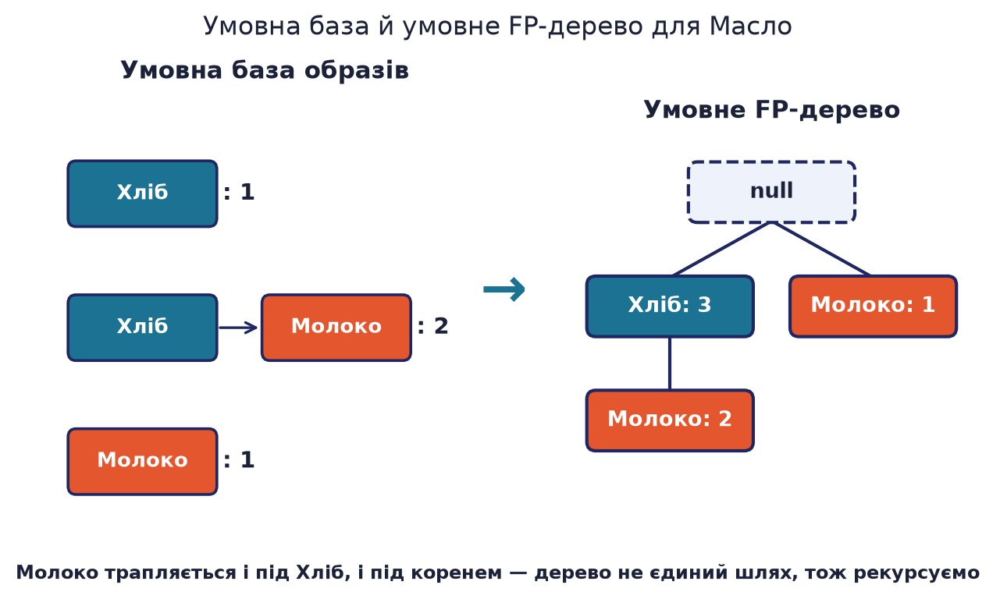 Умовна база й умовне FP-дерево для Масло
Умовна база образів
Хліб : 1
Хліб → Молоко : 2
Молоко : 1
→
Умовне FP-дерево
null
Хліб: 3
Молоко: 1
Молоко: 2
Молоко трапляється і під Хліб, і під коренем — дерево не єдиний шлях, тож рекурсуємо